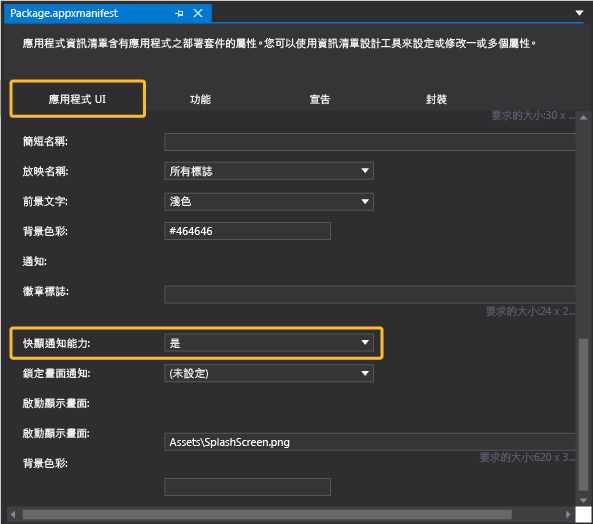 Package.appxmanifest
應用程式資訊清單含有應用程式之部署套件的屬性。您可以使用資訊清單設計工具來設定或修改一或多個屬性。
應用程式 UI 功能 宣告 封裝
要求的大小:30 x ...
簡短名稱:
放映名稱: 所有標誌
前景文字: 淺色
背景色彩: #464646
通知:
徽章標誌:
要求的大小:24 x 2...
快顯通知能力: 是
鎖定畫面通知: (未設定)
啟動顯示畫面:
啟動顯示畫面: Assets\SplashScreen.png
要求的大小:620 x 3...
背景色彩: